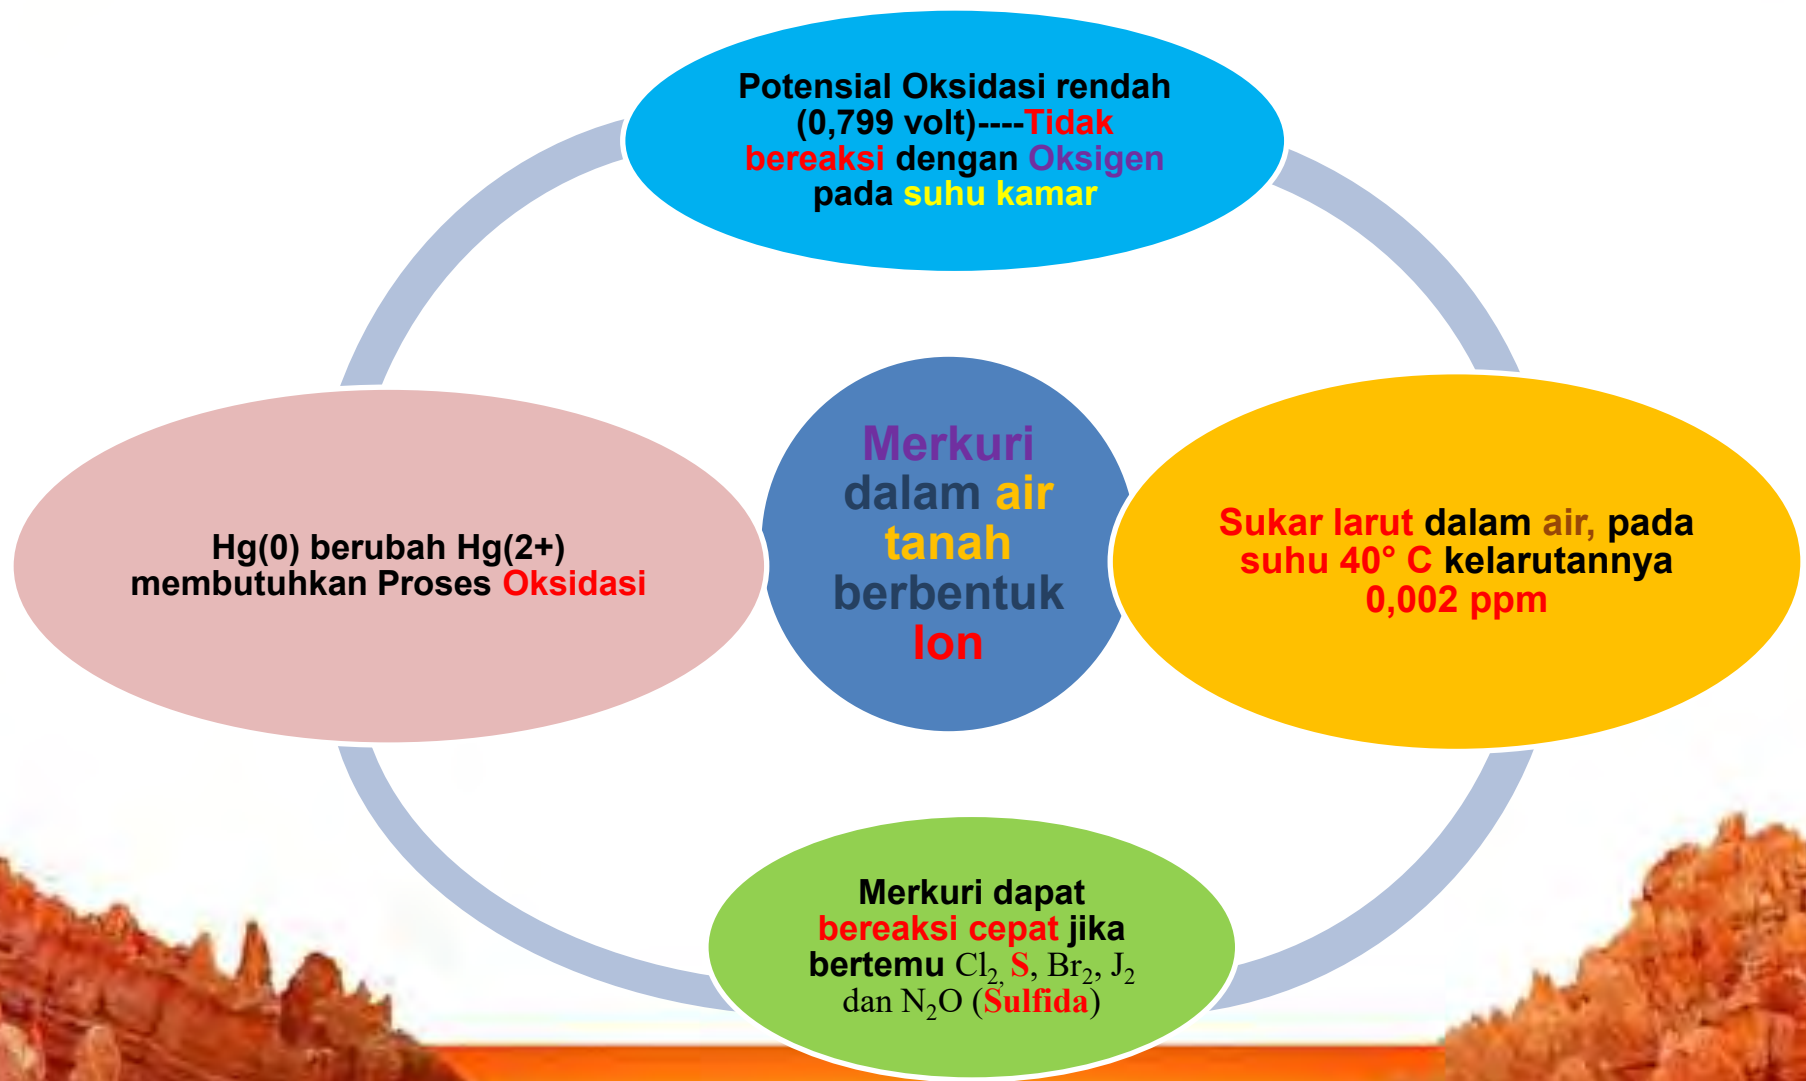 Potensial Oksidasi rendah
(0,799 volt)----Tidak
bereaksi dengan Oksigen
pada suhu kamar
Hg(0) berubah Hg(2+)
membutuhkan Proses Oksidasi
Merkuri
dalam air
tanah
berbentuk
Ion
Sukar larut dalam air, pada
suhu 40° C kelarutannya
0,002 ppm
Merkuri dapat
bereaksi cepat jika
bertemu Cl₂, S, Br₂, J₂
dan N₂O (Sulfida)